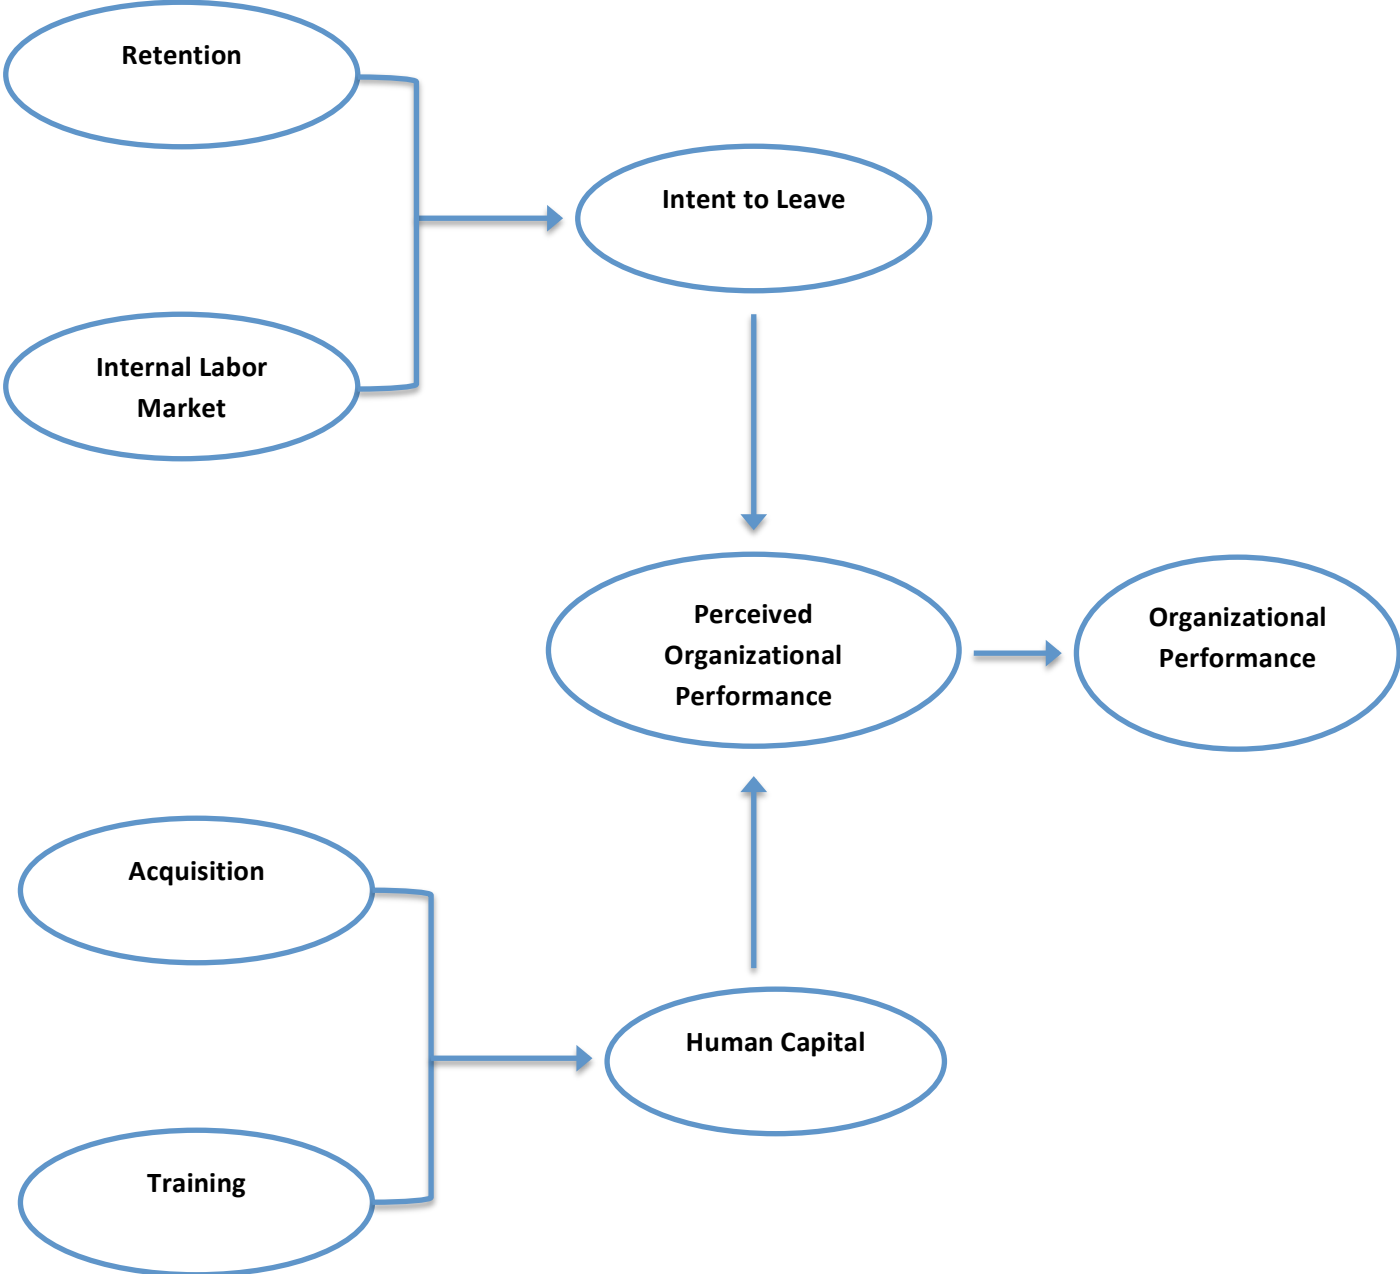 Retention
Intent to Leave
Internal Labor
Market
Perceived
Organizational
Performance
Organizational
Performance
Acquisition
Human Capital
Training